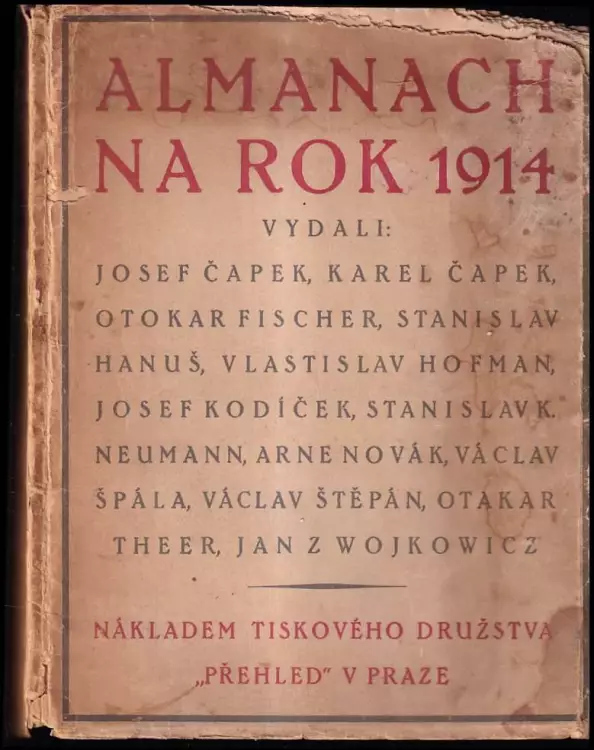 ALMANACH
NA ROK 1914
VYDALI:
JOSEF ČAPEK, KAREL ČAPEK,
OTOKAR FISCHER, STANISLAV
HANUŠ, VLASTISLAV HOFMAN,
JOSEF KODÍČEK, STANISLAV K.
NEUMANN, ARNE NOVÁK, VÁCLAV
ŠPÁLA, VÁCLAV ŠTĚPÁN, OTAKAR
THEER, JAN Z WOJKOWICZ
NÁKLADEM TISKOVÉHO DRUŽSTVA
„PŘEHLED" V PRAZE